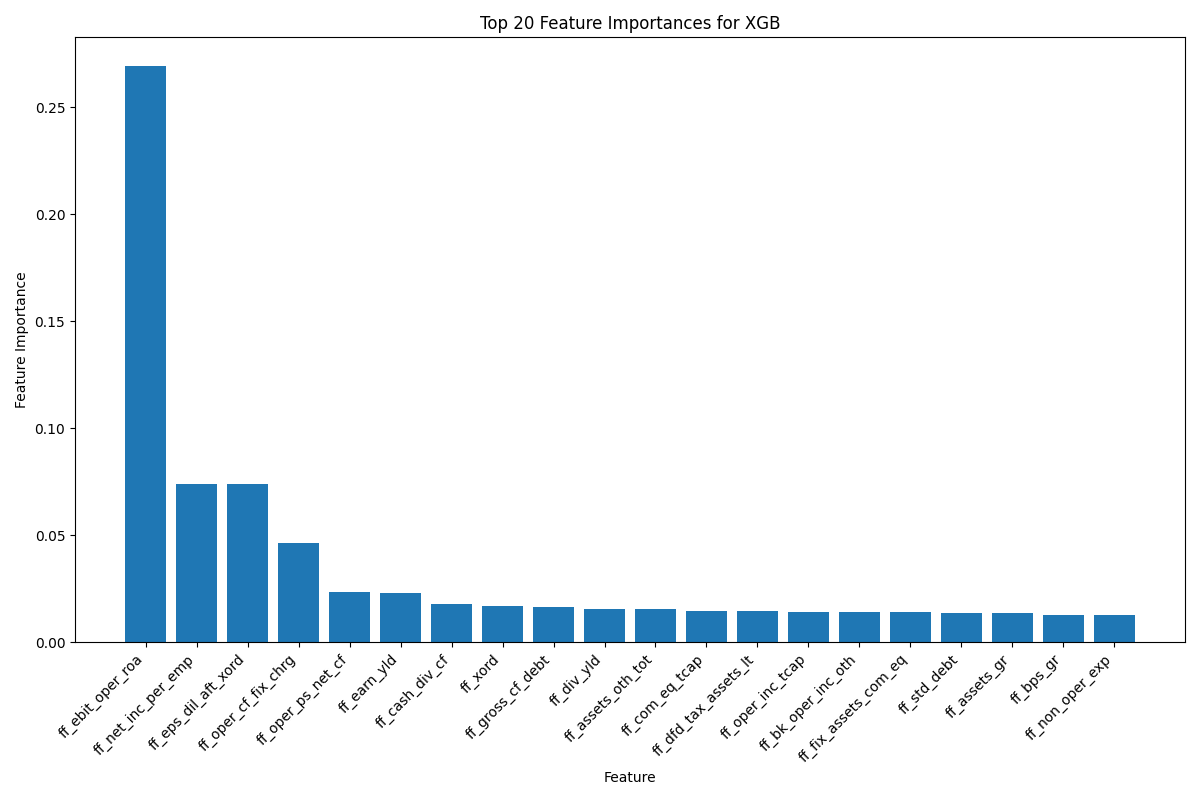 Top 20 Feature Importances for XGB
Feature Importance
0.25
0.20
0.15
0.10
0.05
0.00
ff_ebit_oper_roa
ff_net_inc_per_emp
ff_eps_dil_aft_xord
ff_oper_cf_fix_chrg
ff_oper_ps_net_cf
ff_earn_yld
ff_cash_div_cf
ff_xord
ff_gross_cf_debt
ff_div_yld
ff_assets_oth_tot
ff_com_eq_tcap
ff_dfd_tax_assets_lt
ff_oper_inc_tcap
ff_bk_oper_inc_oth
ff_fix_assets_com_eq
ff_std_debt
ff_assets_gr
ff_bps_gr
ff_non_oper_exp
Feature